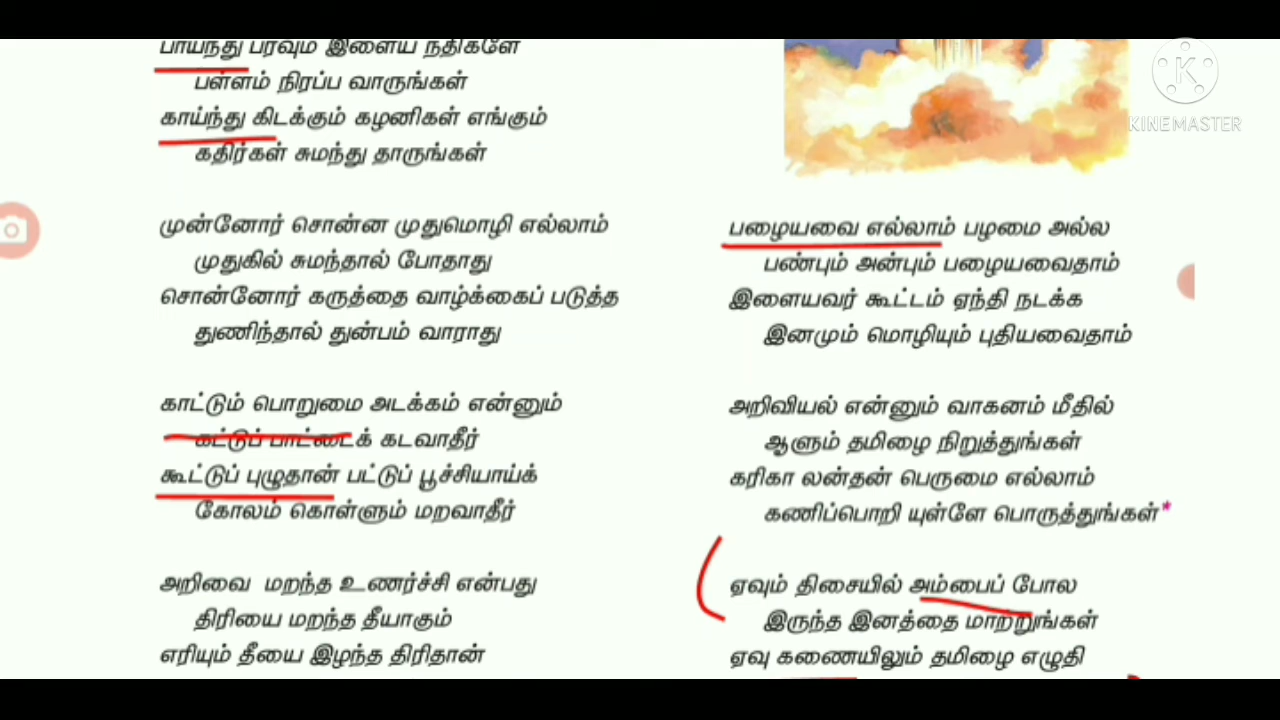 பாய்ந்து பரவும் இளைய நதிகளே
பள்ளம் நிரப்ப வாருங்கள்
காய்ந்து கிடக்கும் கழனிகள் எங்கும்
கதிர்கள் சுமந்து தாருங்கள்
முன்னோர் சொன்ன முதுமொழி எல்லாம்
முதுகில் சுமந்தால் போதாது
சொன்னோர் கருத்தை வாழ்க்கைப் படுத்த
துணிந்தால் துன்பம் வாராது
காட்டும் பொறுமை அடக்கம் என்னும்
கட்டுப் பாட்டைக் கடவாதீர்
கூட்டுப் புழுதான் பட்டுப் பூச்சியாய்க்
கோலம் கொள்ளும் மறவாதீர்
அறிவை மறந்த உணர்ச்சி என்பது
திரியை மறந்த தீயாகும்
எரியும் தீயை இழந்த திரிதான்
KINEMASTER
பழையவை எல்லாம் பழமை அல்ல
பண்பும் அன்பும் பழையவைதாம்
இளையவர் கூட்டம் ஏந்தி நடக்க
இனமும் மொழியும் புதியவைதாம்
அறிவியல் என்னும் வாகனம் மீதில்
ஆளும் தமிழை நிறுத்துங்கள்
கரிகா லன்தன் பெருமை எல்லாம்
கணிப்பொறி யுள்ளே பொருத்துங்கள்*
ஏவும் திசையில் அம்பைப் போல
இருந்த இனத்தை மாற்றுங்கள்
ஏவு கணையிலும் தமிழை எழுதி